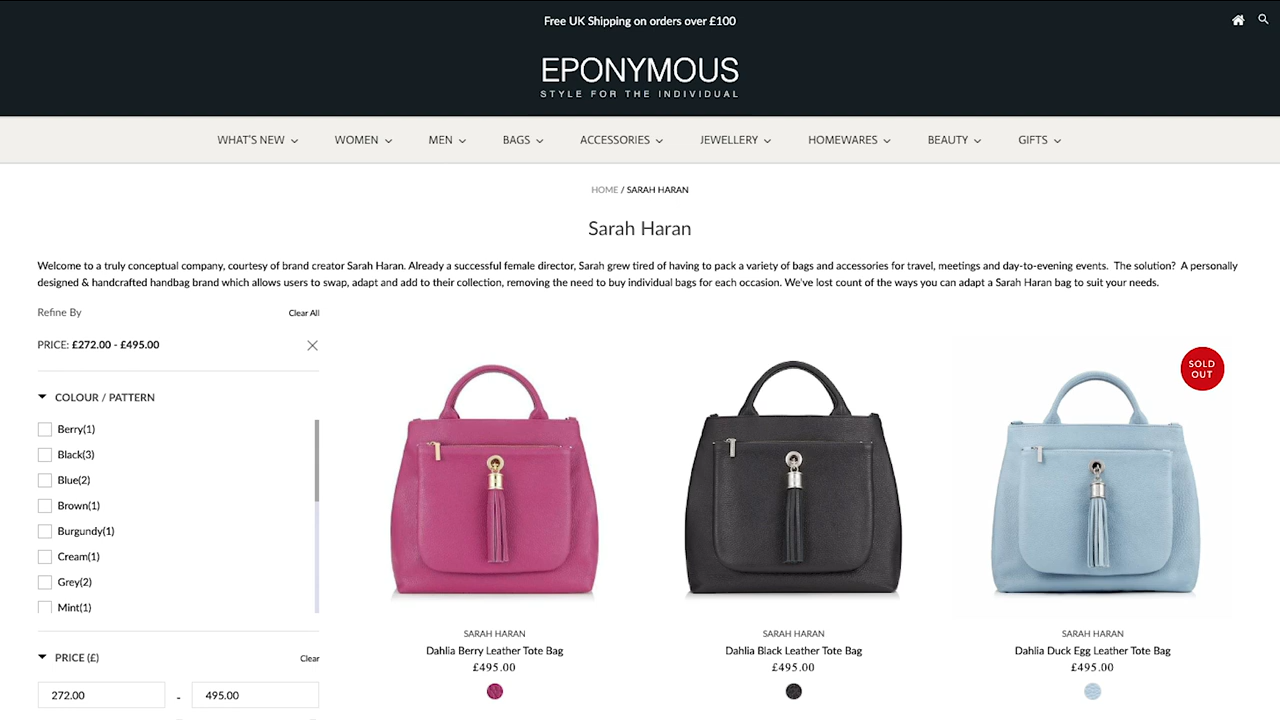 Free UK Shipping on orders over £100
EPONYMOUS
STYLE FOR THE INDIVIDUAL
WHAT'S NEW WOMEN MEN BAGS ACCESSORIES JEWELLERY HOMEWARES BEAUTY GIFTS
HOME / SARAH HARAN
Sarah Haran
Welcome to a truly conceptual company, courtesy of brand creator Sarah Haran. Already a successful female director, Sarah grew tired of having to pack a variety of bags and accessories for travel, meetings and day-to-evening events. The solution? A personally
designed & handcrafted handbag brand which allows users to swap, adapt and add to their collection, removing the need to buy individual bags for each occasion. We've lost count of the ways you can adapt a Sarah Haran bag to suit your needs.
Refine By Clear All
PRICE: £272.00 - £495.00
COLOUR / PATTERN
Berry(1)
Black(3)
Blue(2)
Brown(1)
Burgundy(1)
Cream(1)
Grey(2)
Mint(1)
PRICE (£) Clear
272.00 - 495.00
SOLD
OUT
SARAH HARAN
Dahlia Berry Leather Tote Bag
£495.00
SARAH HARAN
Dahlia Black Leather Tote Bag
£495.00
SARAH HARAN
Dahlia Duck Egg Leather Tote Bag
£495.00